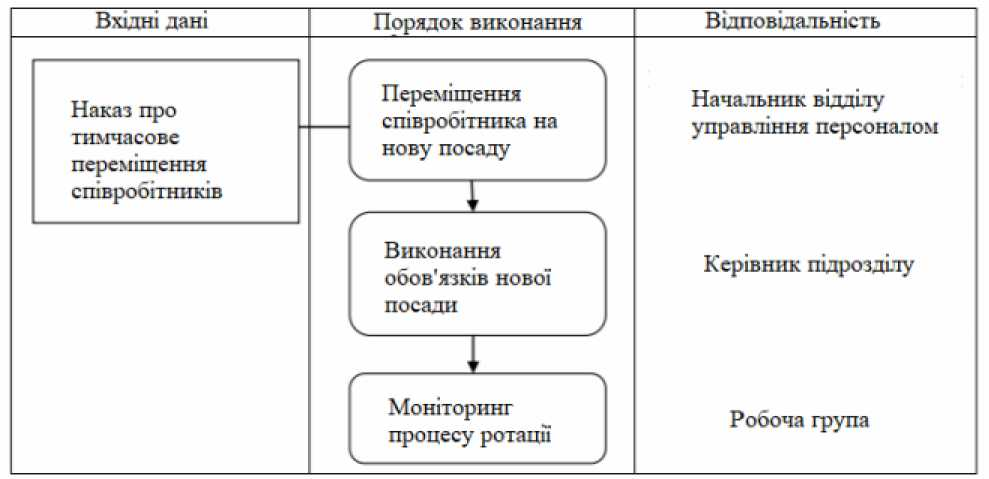 Вхідні дані
Порядок виконання
Відповідальність
Наказ про
тимчасове
переміщення
співробітників
Переміщення
співробітника на
нову посаду
Начальник відділу
управління персоналом
Виконання
обов'язків нової
посади
Керівник підрозділу
Моніторинг
процесу ротації
Робоча група